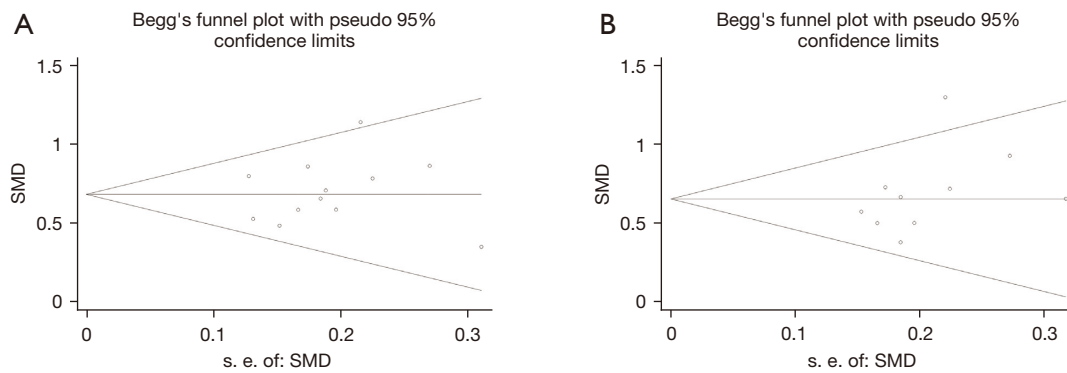 A
Begg's funnel plot with pseudo 95%
confidence limits
1.5
1
0.5
0
SMD
0
0.1
0.2
0.3
s. e. of: SMD
B
Begg's funnel plot with pseudo 95%
confidence limits
1.5
1
0.5
0
SMD
0
0.1
0.2
0.3
s. e. of: SMD